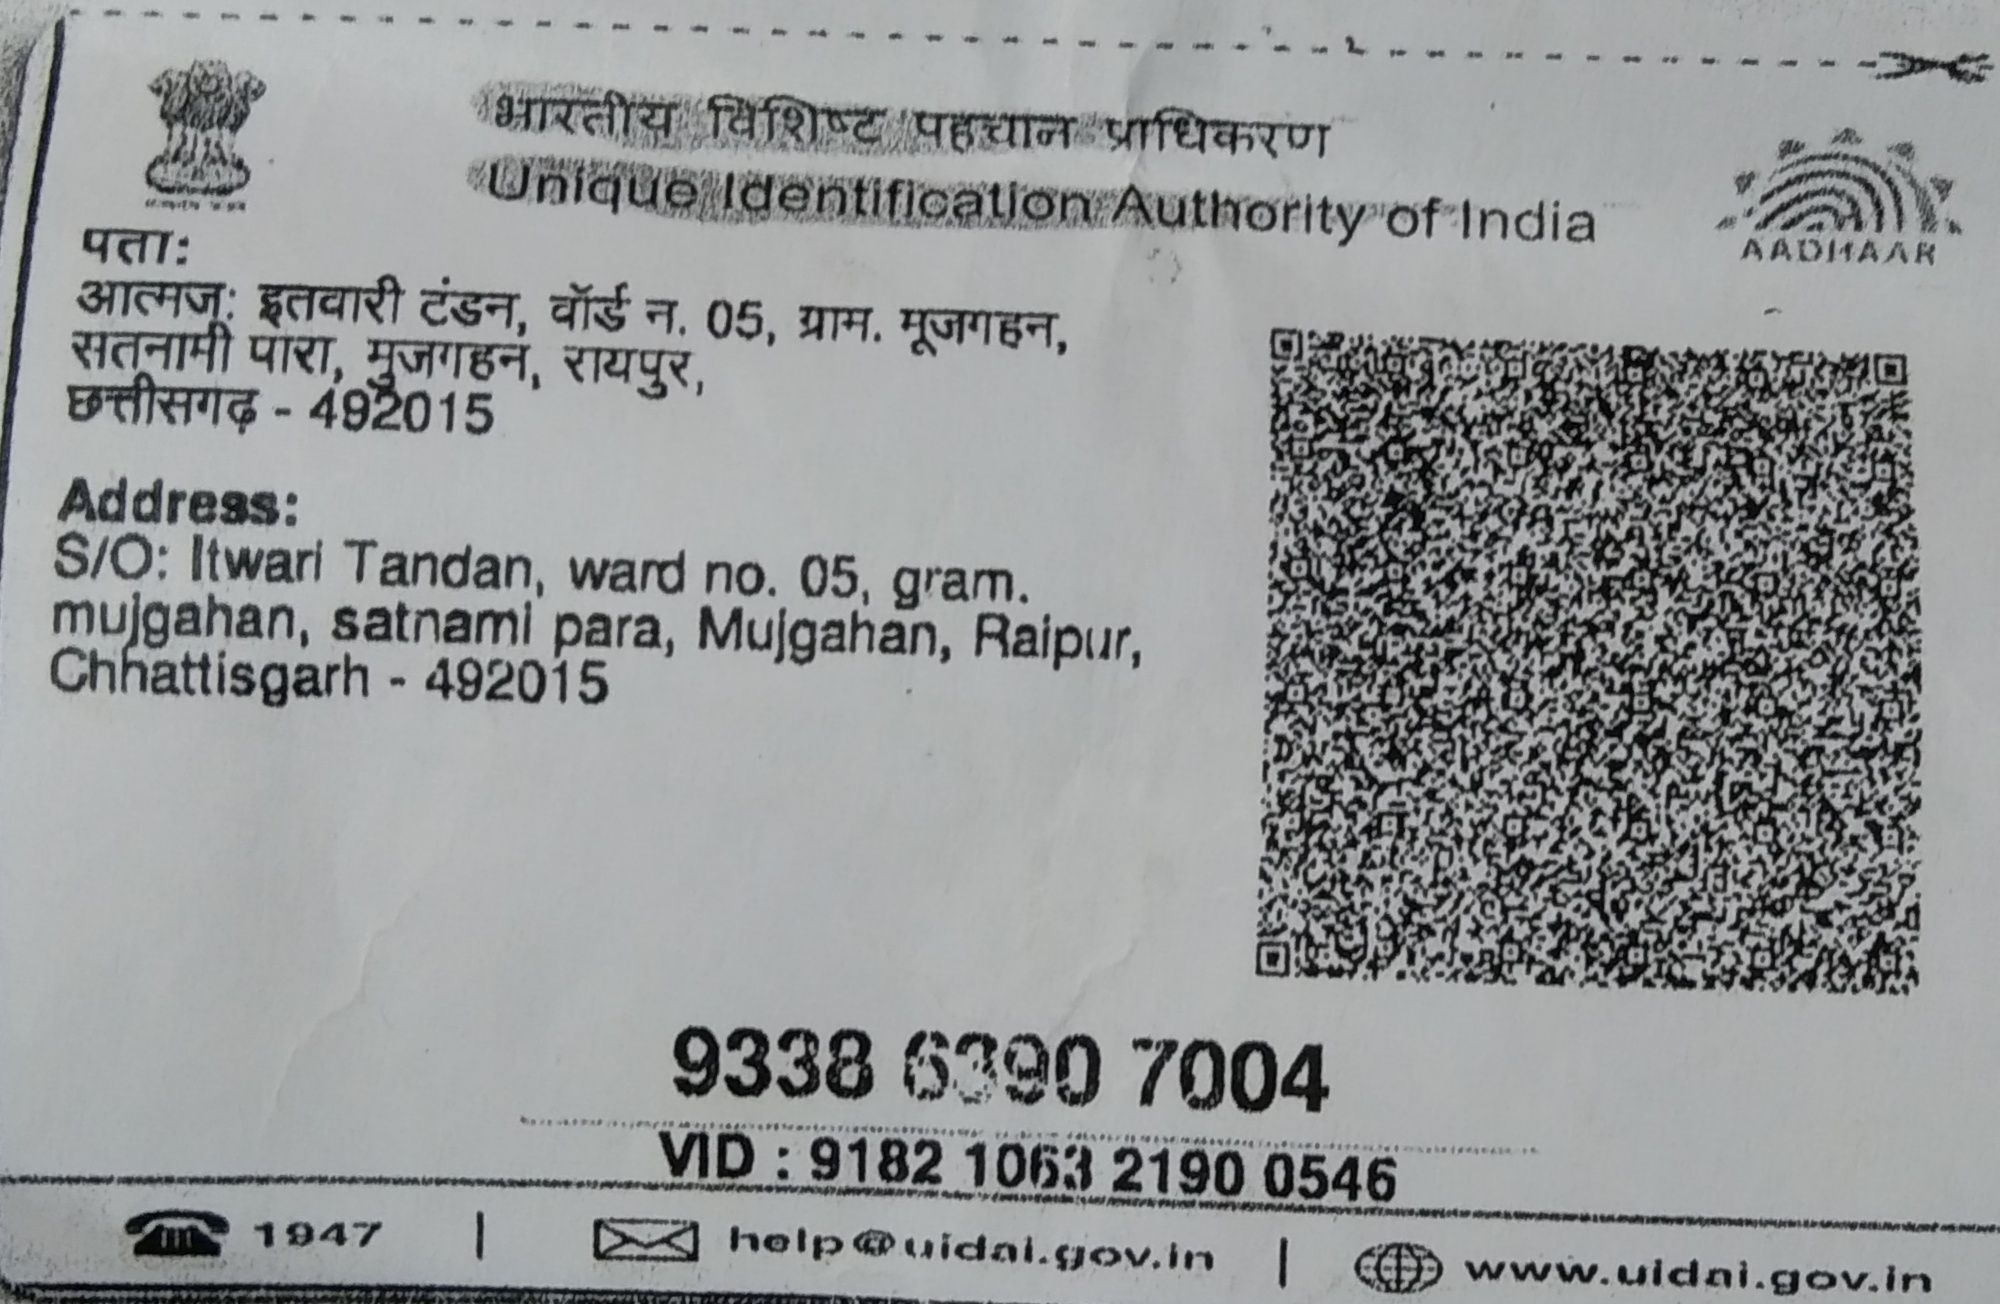 भारतीय विशिष्ट पहचान प्राधिकरण
Unique Identification Authority of India
AADHAAR
पता:
आत्मज: इतवारी टंडन, वॉर्ड न. 05, ग्राम. मूजगहन,
सतनामी पारा, मुजगहन, रायपुर,
छत्तीसगढ़ - 492015
Address:
S/O: Itwari Tandan, ward no. 05, gram.
mujgahan, satnami para, Mujgahan, Raipur,
Chhattisgarh - 492015
9338 6390 7004
VID : 9182 1063 2190 0546
1947 | help@uidai.gov.in | www.uidai.gov.in